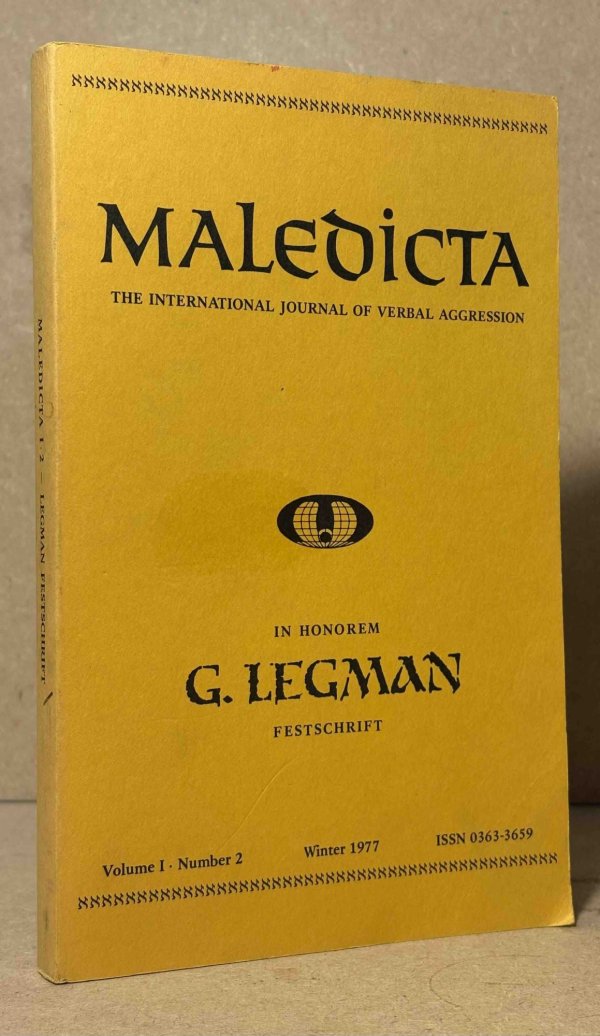 MALEDICTA
THE INTERNATIONAL JOURNAL OF VERBAL AGGRESSION
IN HONOREM
G. LEGMAN
FESTSCHRIFT
Volume I · Number 2
Winter 1977
ISSN 0363-3659
MALEDICTA I·2 – LEGMAN FESTSCHRIFT